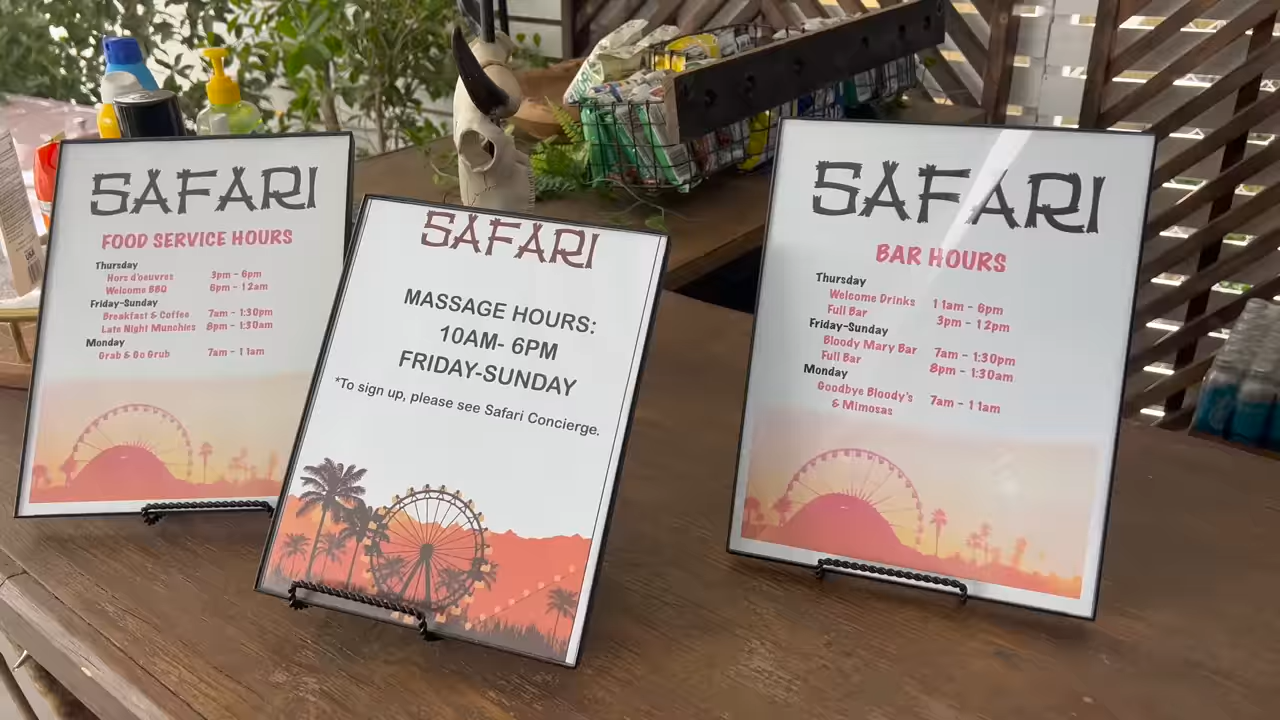 SAFARI
FOOD SERVICE HOURS
Thursday
Horz d'oeuvres 3pm - 6pm
Welcome BBQ 6pm - 12am
Friday-Sunday
Breakfast & Coffee 7am - 1:30pm
Late Night Munchies 8pm - 1:30am
Monday
Grab & Go Grub 7am - 11am
SAFARI
MASSAGE HOURS:
10AM- 6PM
FRIDAY-SUNDAY
*To sign up, please see Safari Concierge.
SAFARI
BAR HOURS
Thursday
Welcome Drinks 11am - 6pm
Full Bar 3pm - 12pm
Friday-Sunday
Bloody Mary Bar 7am - 1:30pm
Full Bar 8pm - 1:30am
Monday
Goodbye Bloody's 7am - 11am
& Mimosas